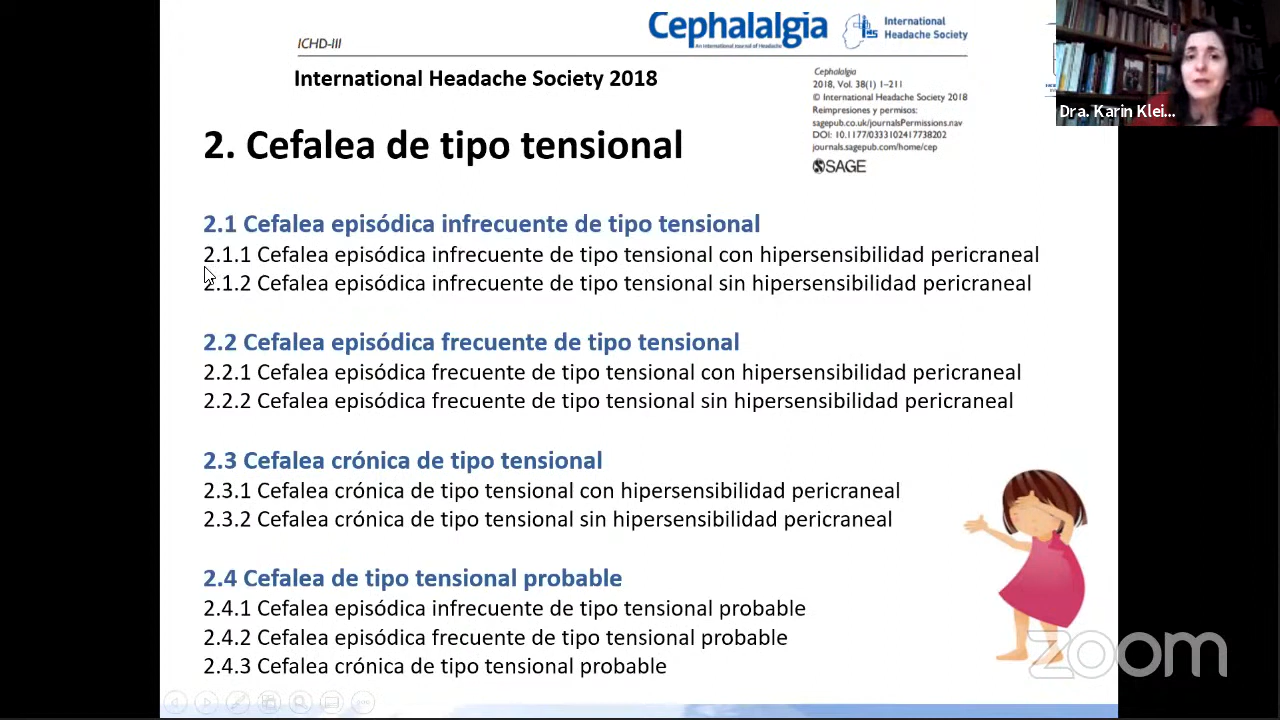 ICHD-III
Cephalalgia
An International Journal of Headache
International
Headache Society
International Headache Society 2018
Cephalalgia
2018, Vol. 38(1) 1–211
© International Headache Society 2018
Reimpresiones y permisos:
sagepub.co.uk/journalsPermissions.nav
DOI: 10.1177/0333102417738202
journals.sagepub.com/home/cep
SAGE
Dra. Karin Klei...
2. Cefalea de tipo tensional
2.1 Cefalea episódica infrecuente de tipo tensional
2.1.1 Cefalea episódica infrecuente de tipo tensional con hipersensibilidad pericraneal
2.1.2 Cefalea episódica infrecuente de tipo tensional sin hipersensibilidad pericraneal
2.2 Cefalea episódica frecuente de tipo tensional
2.2.1 Cefalea episódica frecuente de tipo tensional con hipersensibilidad pericraneal
2.2.2 Cefalea episódica frecuente de tipo tensional sin hipersensibilidad pericraneal
2.3 Cefalea crónica de tipo tensional
2.3.1 Cefalea crónica de tipo tensional con hipersensibilidad pericraneal
2.3.2 Cefalea crónica de tipo tensional sin hipersensibilidad pericraneal
2.4 Cefalea de tipo tensional probable
2.4.1 Cefalea episódica infrecuente de tipo tensional probable
2.4.2 Cefalea episódica frecuente de tipo tensional probable
2.4.3 Cefalea crónica de tipo tensional probable
zoom